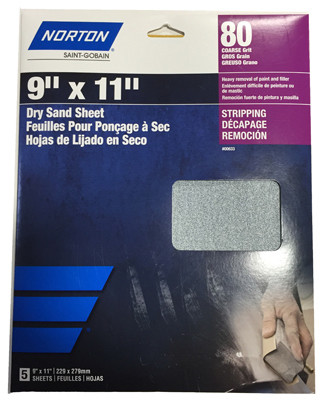 NORTON
SAINT-GOBAIN
80
COARSE Grit
GROS Grain
GRUESO Grano
9" x 11"
Heavy removal of paint and filler
Enlèvement difficile de peinture ou
de mastic
Remoción fuerte de pintura y masilla
Dry Sand Sheet
Feuilles Pour Ponçage à Sec
Hojas de Lijado en Seco
STRIPPING
DÉCAPAGE
REMOCIÓN
5 9" x 11" | 229 x 279mm
SHEETS | FEUILLES | HOJAS